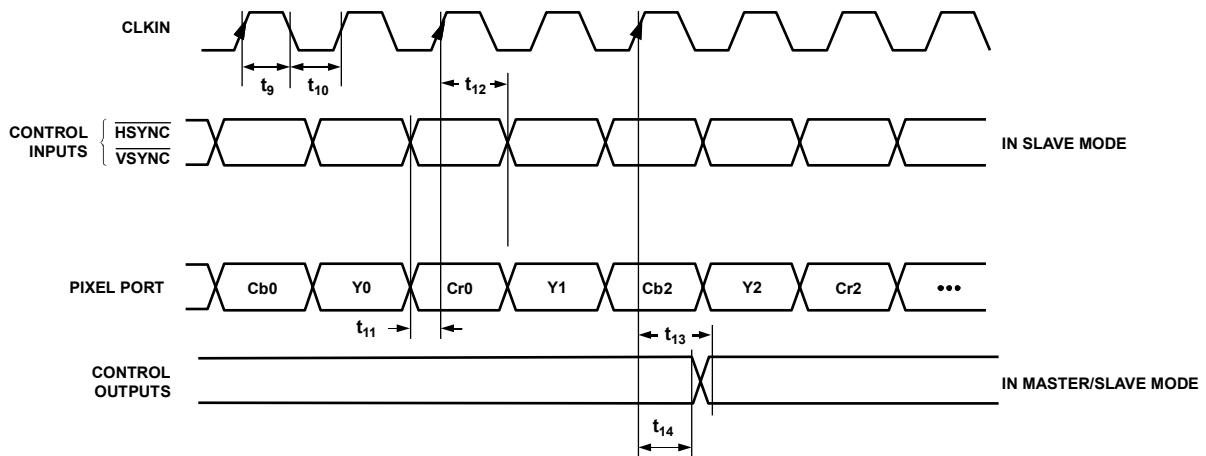 CLKIN
t9
t10
t12
CONTROL INPUTS
HSYNC
VSYNC
IN SLAVE MODE
PIXEL PORT
Cb0 Y0 Cr0 Y1 Cb2 Y2 Cr2 •••
t11
t13
CONTROL
OUTPUTS
IN MASTER/SLAVE MODE
t14